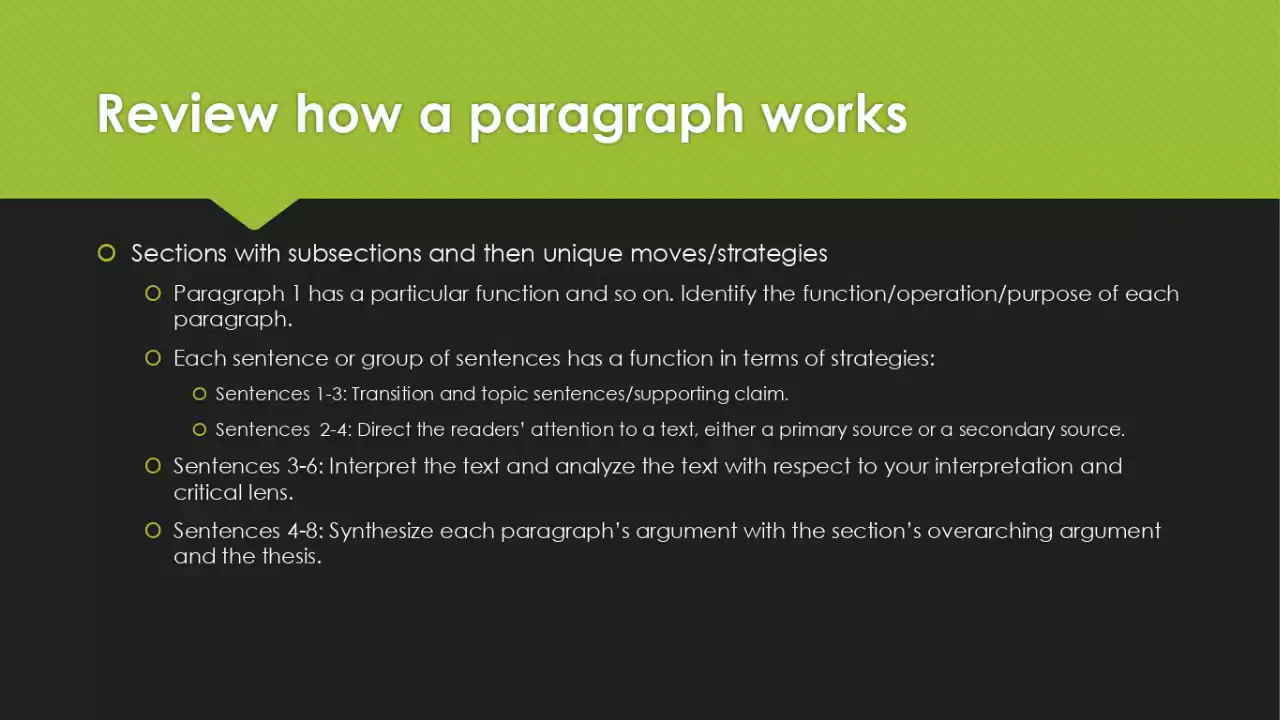 Review how a paragraph works
Sections with subsections and then unique moves/strategies
Paragraph 1 has a particular function and so on. Identify the function/operation/purpose of each
paragraph.
Each sentence or group of sentences has a function in terms of strategies:
Sentences 1-3: Transition and topic sentences/supporting claim.
Sentences  2-4: Direct the readers’ attention to a text, either a primary source or a secondary source.
Sentences 3-6: Interpret the text and analyze the text with respect to your interpretation and
critical lens.
Sentences 4-8: Synthesize each paragraph’s argument with the section’s overarching argument
and the thesis.